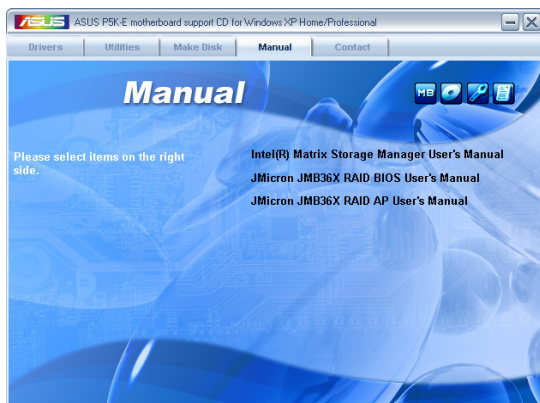 ASUS ASUS P5K-E motherboard support CD for Windows XP Home/Professional
Drivers Utilities Make Disk Manual Contact
Manual
MB
Please select items on the right
side.
Intel(R) Matrix Storage Manager User's Manual
JMicron JMB36X RAID BIOS User's Manual
JMicron JMB36X RAID AP User's Manual